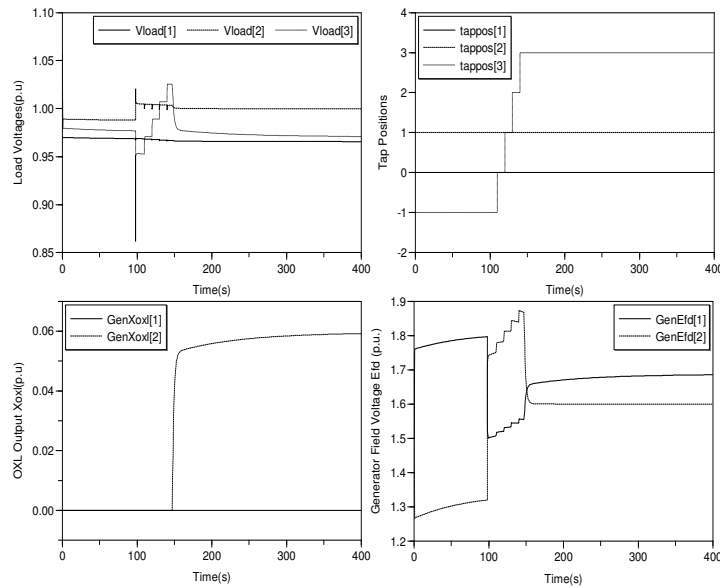 Vload[1] Vload[2] Vload[3]
1.10
1.05
1.00
0.95
0.90
0.85
Load Voltages(p.u)
0 100 200 300 400
Time(s)
tappos[1]
tappos[2]
tappos[3]
4
3
2
1
0
-1
-2
Tap Positions
0 100 200 300 400
Time(s)
GenXoxl[1]
GenXoxl[2]
0.06
0.04
0.02
0.00
OXL Output Xoxl(p.u)
0 100 200 300 400
Time(s)
GenEfd[1]
GenEfd[2]
1.9
1.8
1.7
1.6
1.5
1.4
1.3
1.2
Generator Field Voltage Efd (p.u.)
0 100 200 300 400
Time(s)